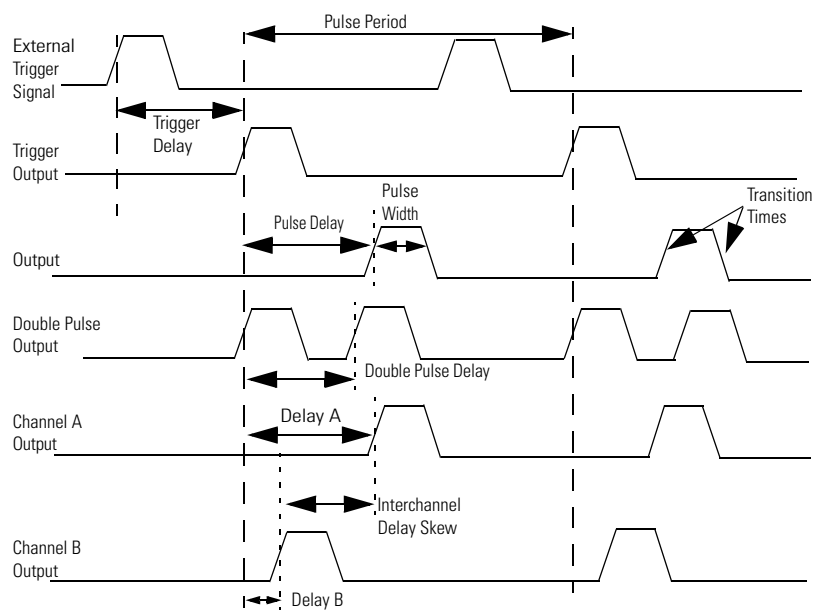 Pulse Period
External
Trigger
Signal
Trigger
Delay
Trigger
Output
Pulse
Width
Pulse Delay
Transition
Times
Output
Double Pulse
Output
Double Pulse Delay
Channel A
Output
Delay A
Interchannel
Delay Skew
Channel B
Output
Delay B